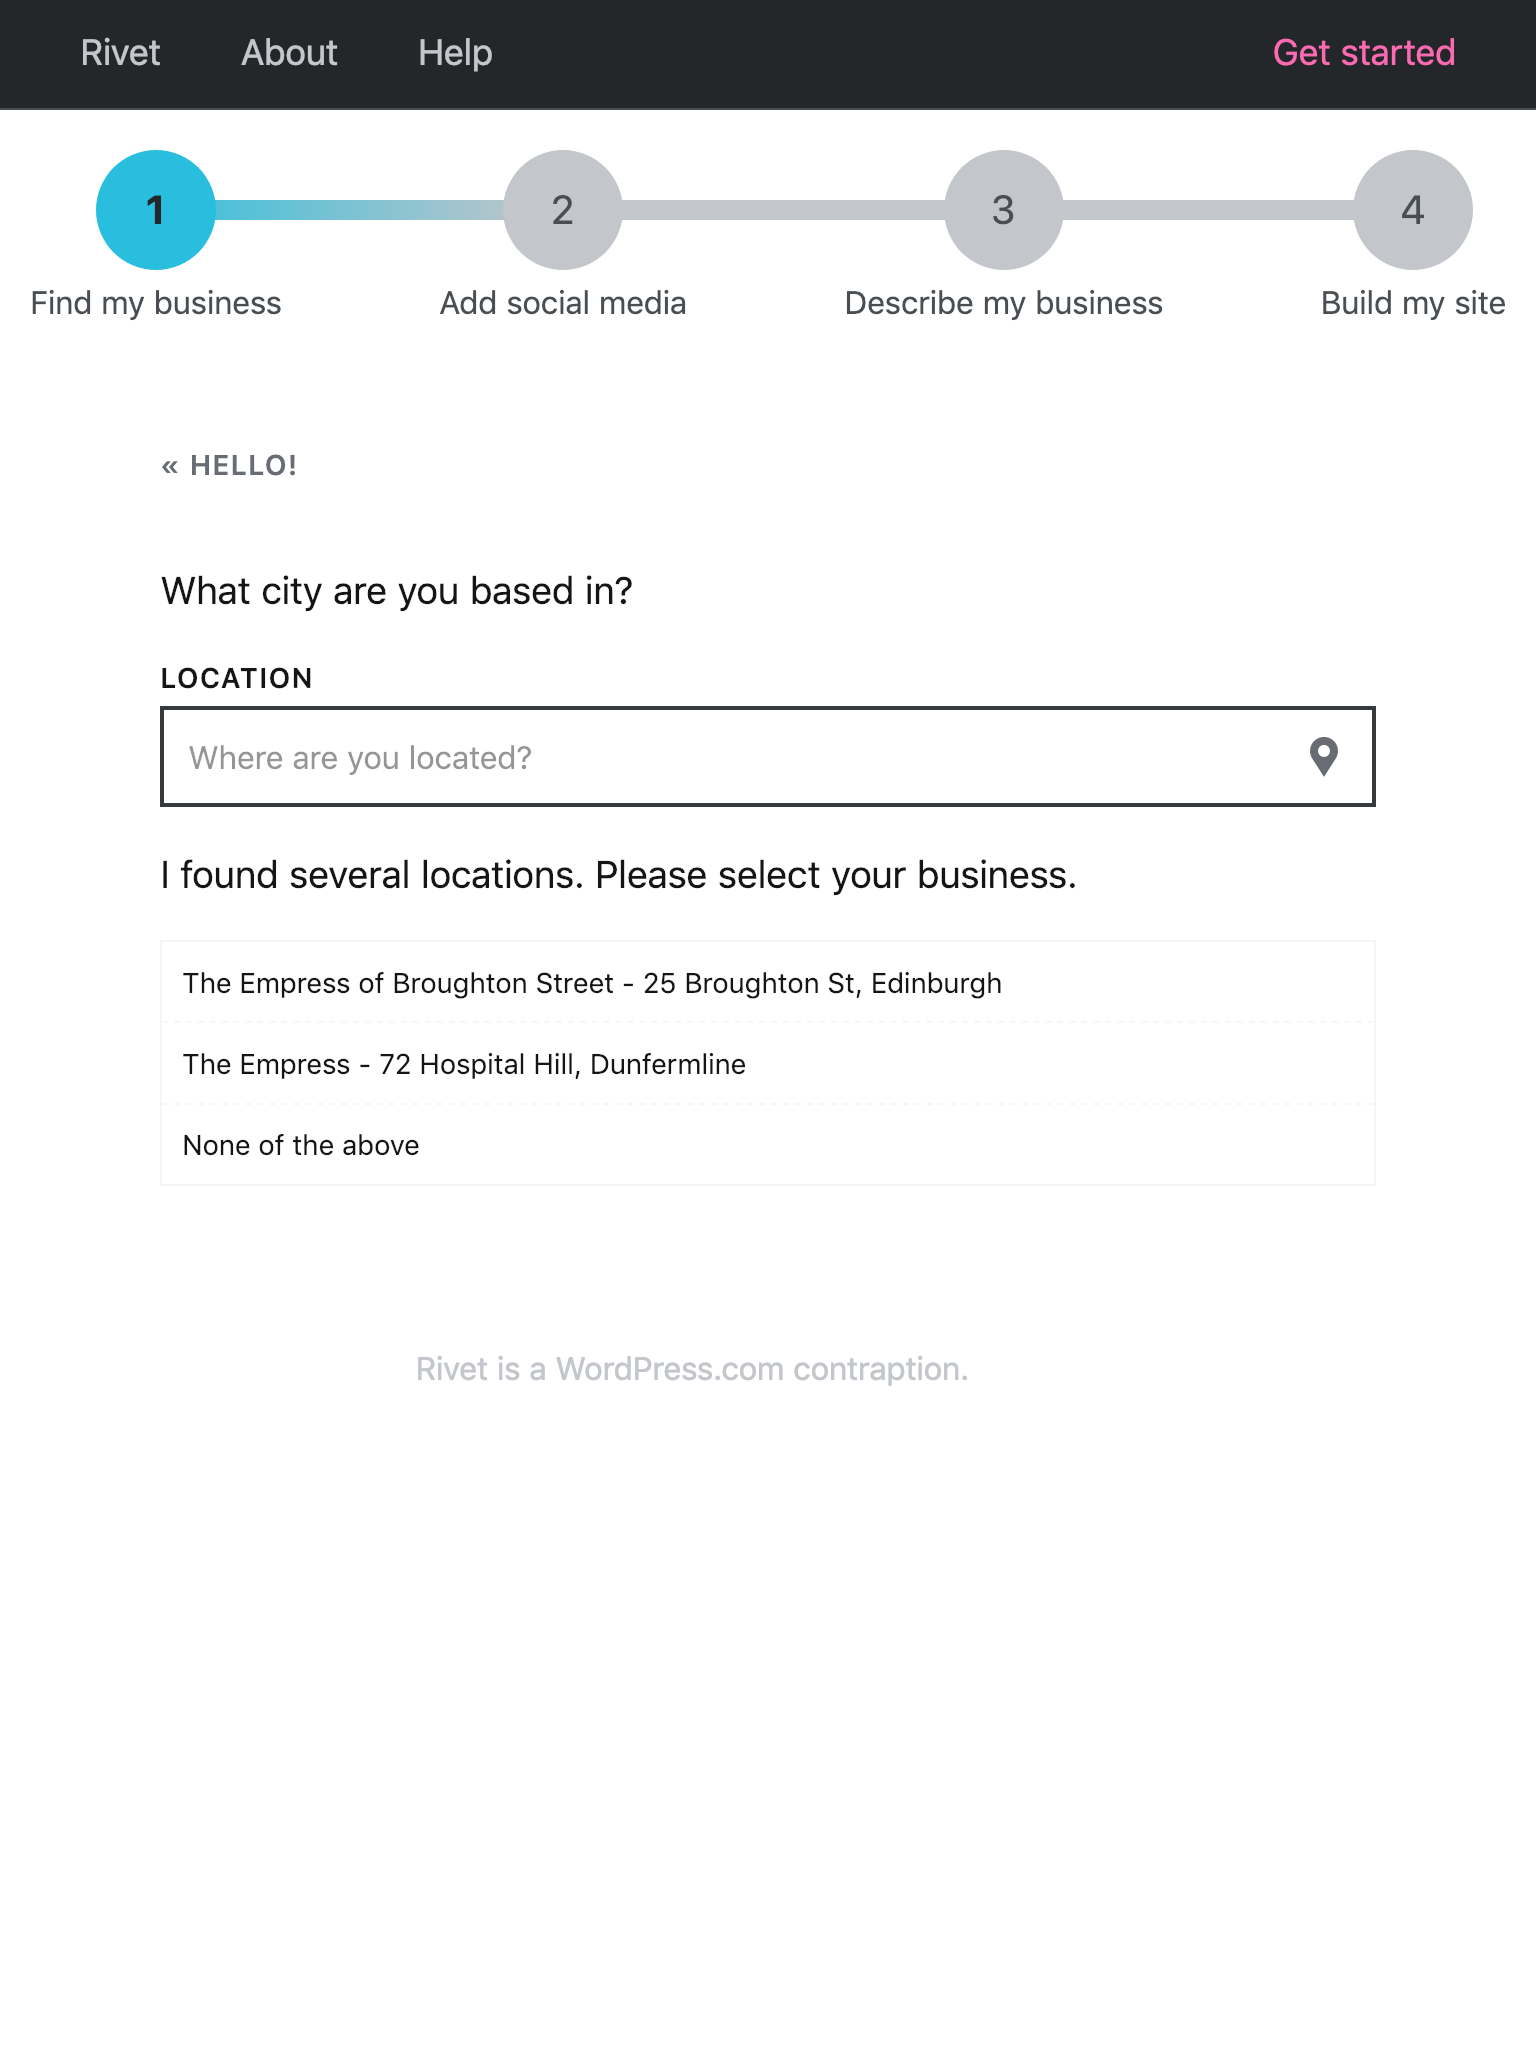 Rivet About Help Get started
1 2 3 4
Find my business Add social media Describe my business Build my site
« HELLO!
What city are you based in?
LOCATION
Where are you located?
I found several locations. Please select your business.
The Empress of Broughton Street - 25 Broughton St, Edinburgh
The Empress - 72 Hospital Hill, Dunfermline
None of the above
Rivet is a WordPress.com contraption.